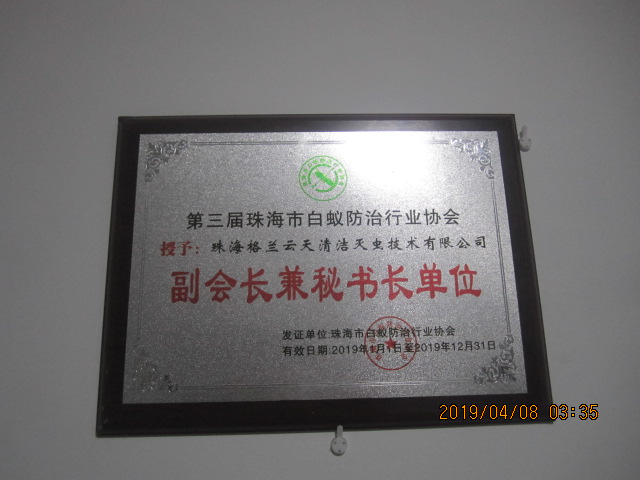 第三届珠海市白蚁防治行业协会
授予：珠海格兰云天清洁灭虫技术有限公司
副会长兼秘书长单位
发证单位:珠海市白蚁防治行业协会
有效日期:2019年1月1日至2019年12月31日
2019/04/08 03:35